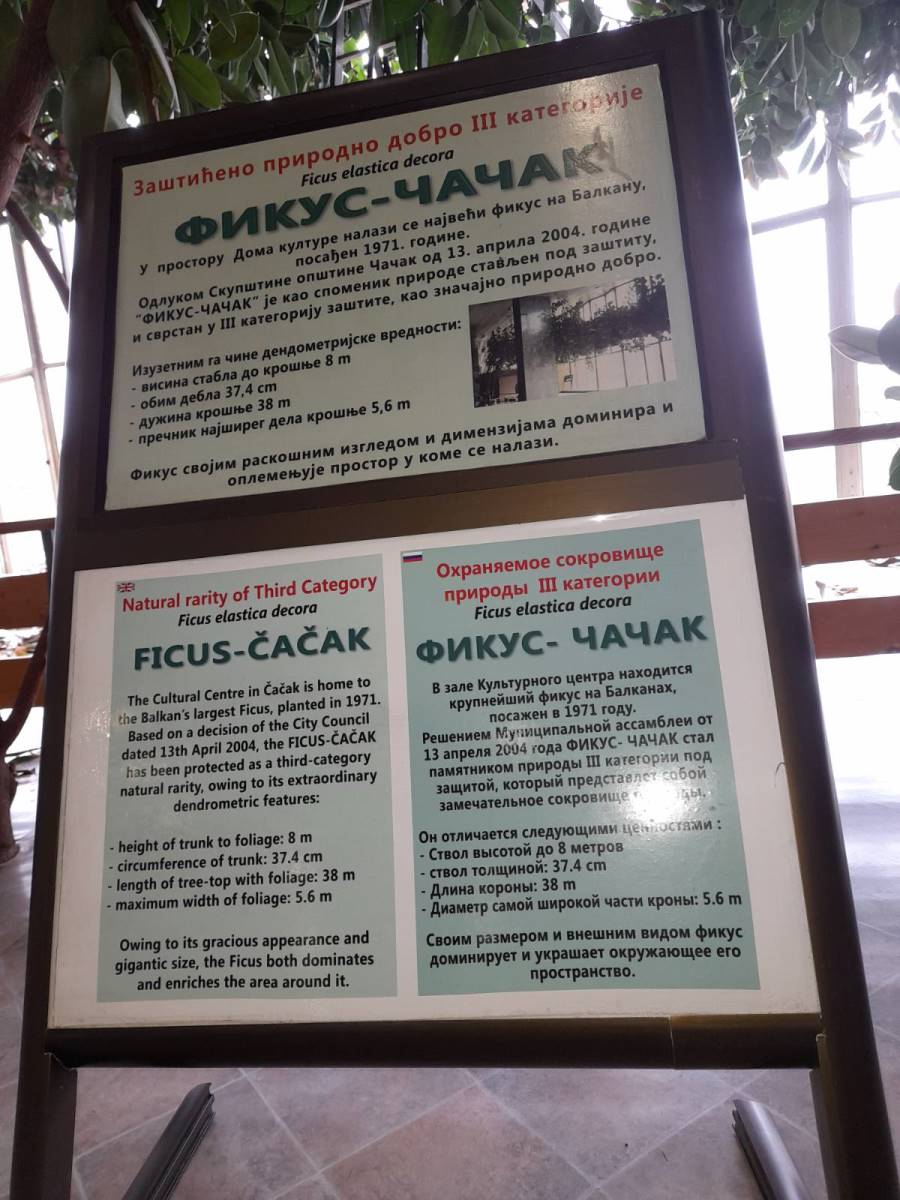 Заштићено природно добро III категорије
Ficus elastica decora
ФИКУС-ЧАЧАК
У простору Дома културе налази се највећи фикус на Балкану,
посађен 1971. године.
Одлуком Скупштине општине Чачак од 13. априла 2004. године
"ФИКУС-ЧАЧАК" је као споменик природе стављен под заштиту,
и сврстан у III категорију заштите, као значајно природно добро.
Изузетним га чине дендометријске вредности:
- висина стабла до крошње 8 m
- обим дебла 37,4 cm
- дужина крошње 38 m
- пречник најширег дела крошње 5,6 m
Фикус својим раскошним изгледом и димензијама доминира и
оплемењује простор у коме се налази.
Natural rarity of Third Category
Ficus elastica decora
FICUS-ČAČAK
The Cultural Centre in Čačak is home to
the Balkan's largest Ficus, planted in 1971.
Based on a decision of the City Council
dated 13th April 2004, the FICUS-ČAČAK
has been protected as a third-category
natural rarity, owing to its extraordinary
dendrometric features:
- height of trunk to foliage: 8 m
- circumference of trunk: 37.4 cm
- length of tree-top with foliage: 38 m
- maximum width of foliage: 5.6 m
Owing to its gracious appearance and
gigantic size, the Ficus both dominates
and enriches the area around it.
Охраняемое сокровище
природы III категории
Ficus elastica decora
ФИКУС- ЧАЧАК
В зале Культурного центра находится
крупнейший фикус на Балканах,
посажен в 1971 году.
Решением Муниципальной ассамблеи от
13 апреля 2004 года ФИКУС- ЧАЧАК стал
памятником природы III категории под
защитой, который представлет собой
замечательное сокровище
Он отличается следующими ценностями :
- Ствол высотой до 8 метров
- ствол толщиной: 37.4 cm
- Длина короны: 38 m
- Диаметр самой широкой части кроны: 5.6 m
Своим размером и внешним видом фикус
доминирует и украшает окружающее его
пространство.